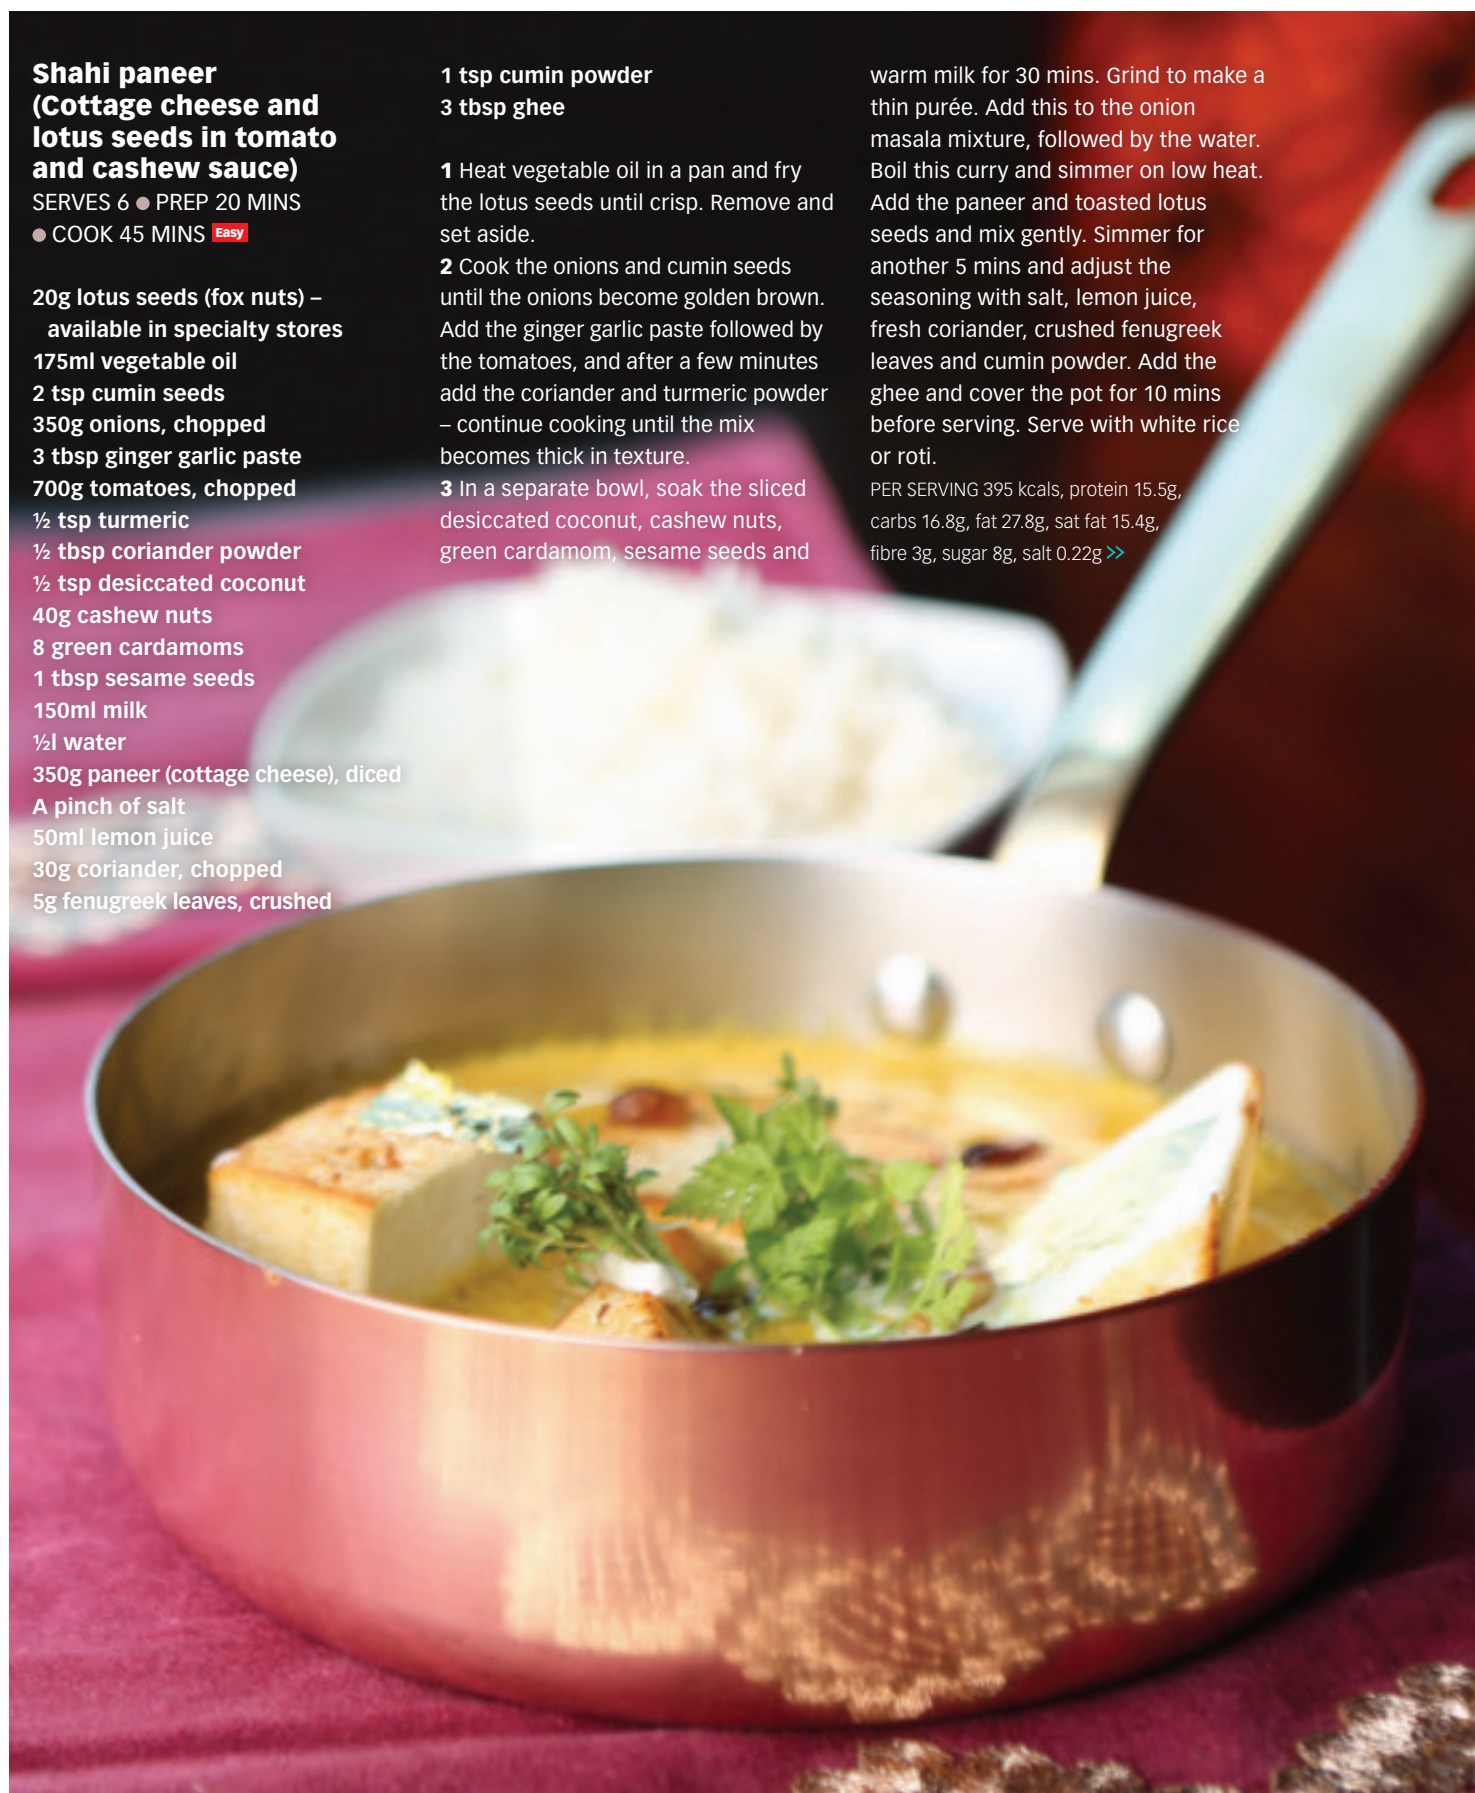 Shahi paneer
(Cottage cheese and
lotus seeds in tomato
and cashew sauce)
SERVES 6 ● PREP 20 MINS
● COOK 45 MINS Easy
20g lotus seeds (fox nuts) –
available in specialty stores
175ml vegetable oil
2 tsp cumin seeds
350g onions, chopped
3 tbsp ginger garlic paste
700g tomatoes, chopped
½ tsp turmeric
½ tbsp coriander powder
½ tsp desiccated coconut
40g cashew nuts
8 green cardamoms
1 tbsp sesame seeds
150ml milk
½l water
350g paneer (cottage cheese), diced
A pinch of salt
50ml lemon juice
30g coriander, chopped
5g fenugreek leaves, crushed
1 tsp cumin powder
3 tbsp ghee
1 Heat vegetable oil in a pan and fry
the lotus seeds until crisp. Remove and
set aside.
2 Cook the onions and cumin seeds
until the onions become golden brown.
Add the ginger garlic paste followed by
the tomatoes, and after a few minutes
add the coriander and turmeric powder
– continue cooking until the mix
becomes thick in texture.
3 In a separate bowl, soak the sliced
desiccated coconut, cashew nuts,
green cardamom, sesame seeds and
warm milk for 30 mins. Grind to make a
thin purée. Add this to the onion
masala mixture, followed by the water.
Boil this curry and simmer on low heat.
Add the paneer and toasted lotus
seeds and mix gently. Simmer for
another 5 mins and adjust the
seasoning with salt, lemon juice,
fresh coriander, crushed fenugreek
leaves and cumin powder. Add the
ghee and cover the pot for 10 mins
before serving. Serve with white rice
or roti.
PER SERVING 395 kcals, protein 15.5g,
carbs 16.8g, fat 27.8g, sat fat 15.4g,
fibre 3g, sugar 8g, salt 0.22g >>